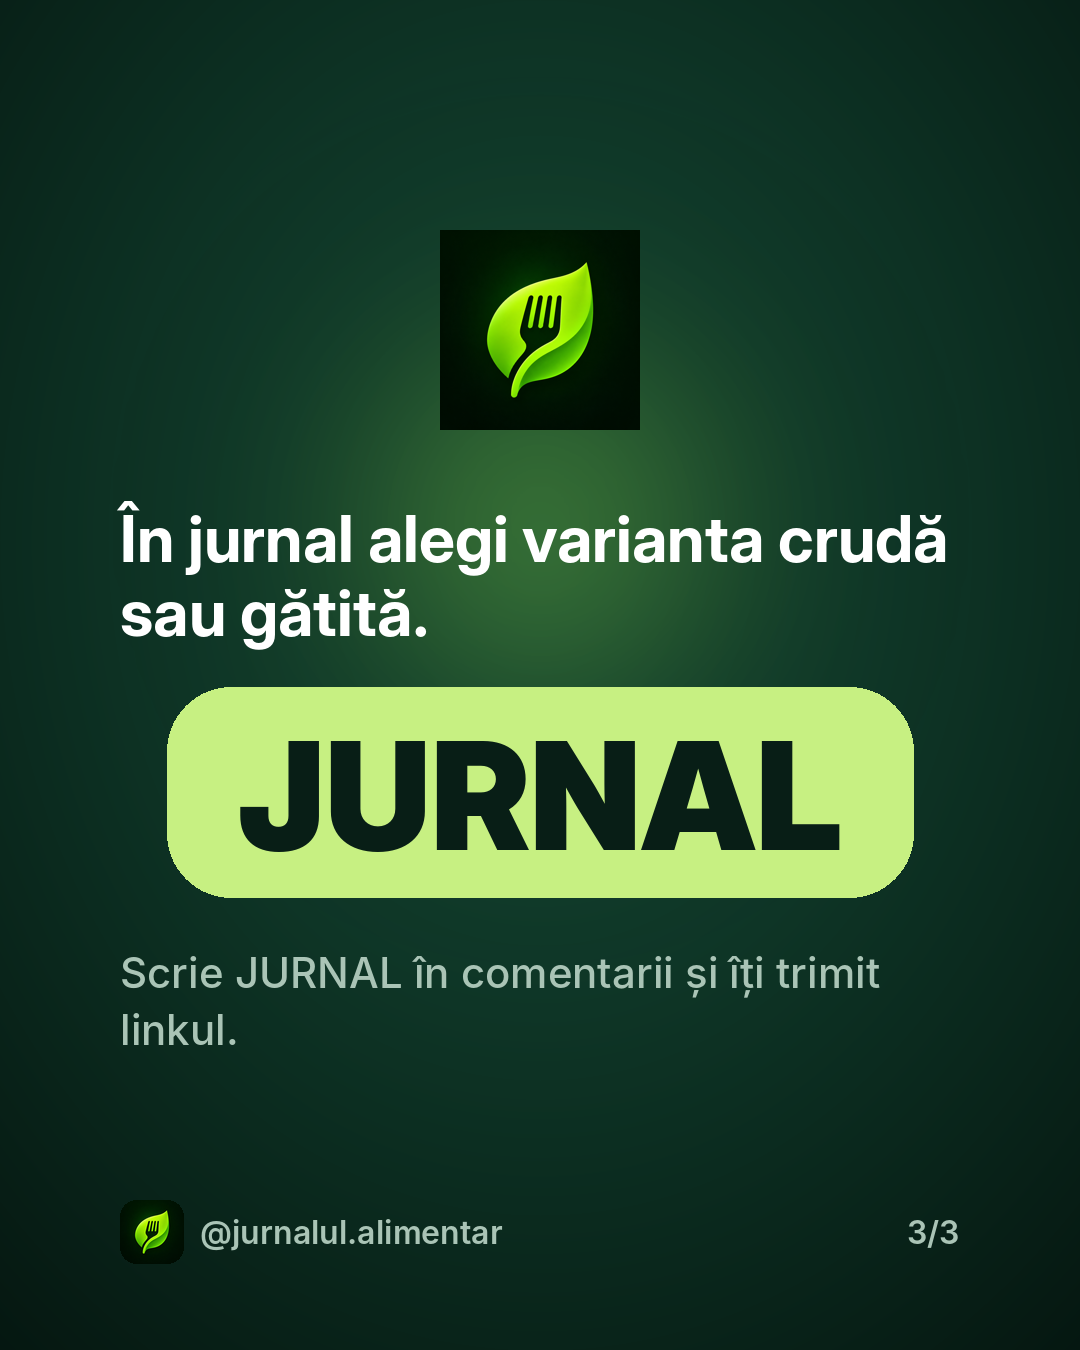 În jurnal alegi varianta crudă
sau gătită.
JURNAL
Scrie JURNAL în comentarii și îți trimit
linkul.
@jurnalul.alimentar
3/3